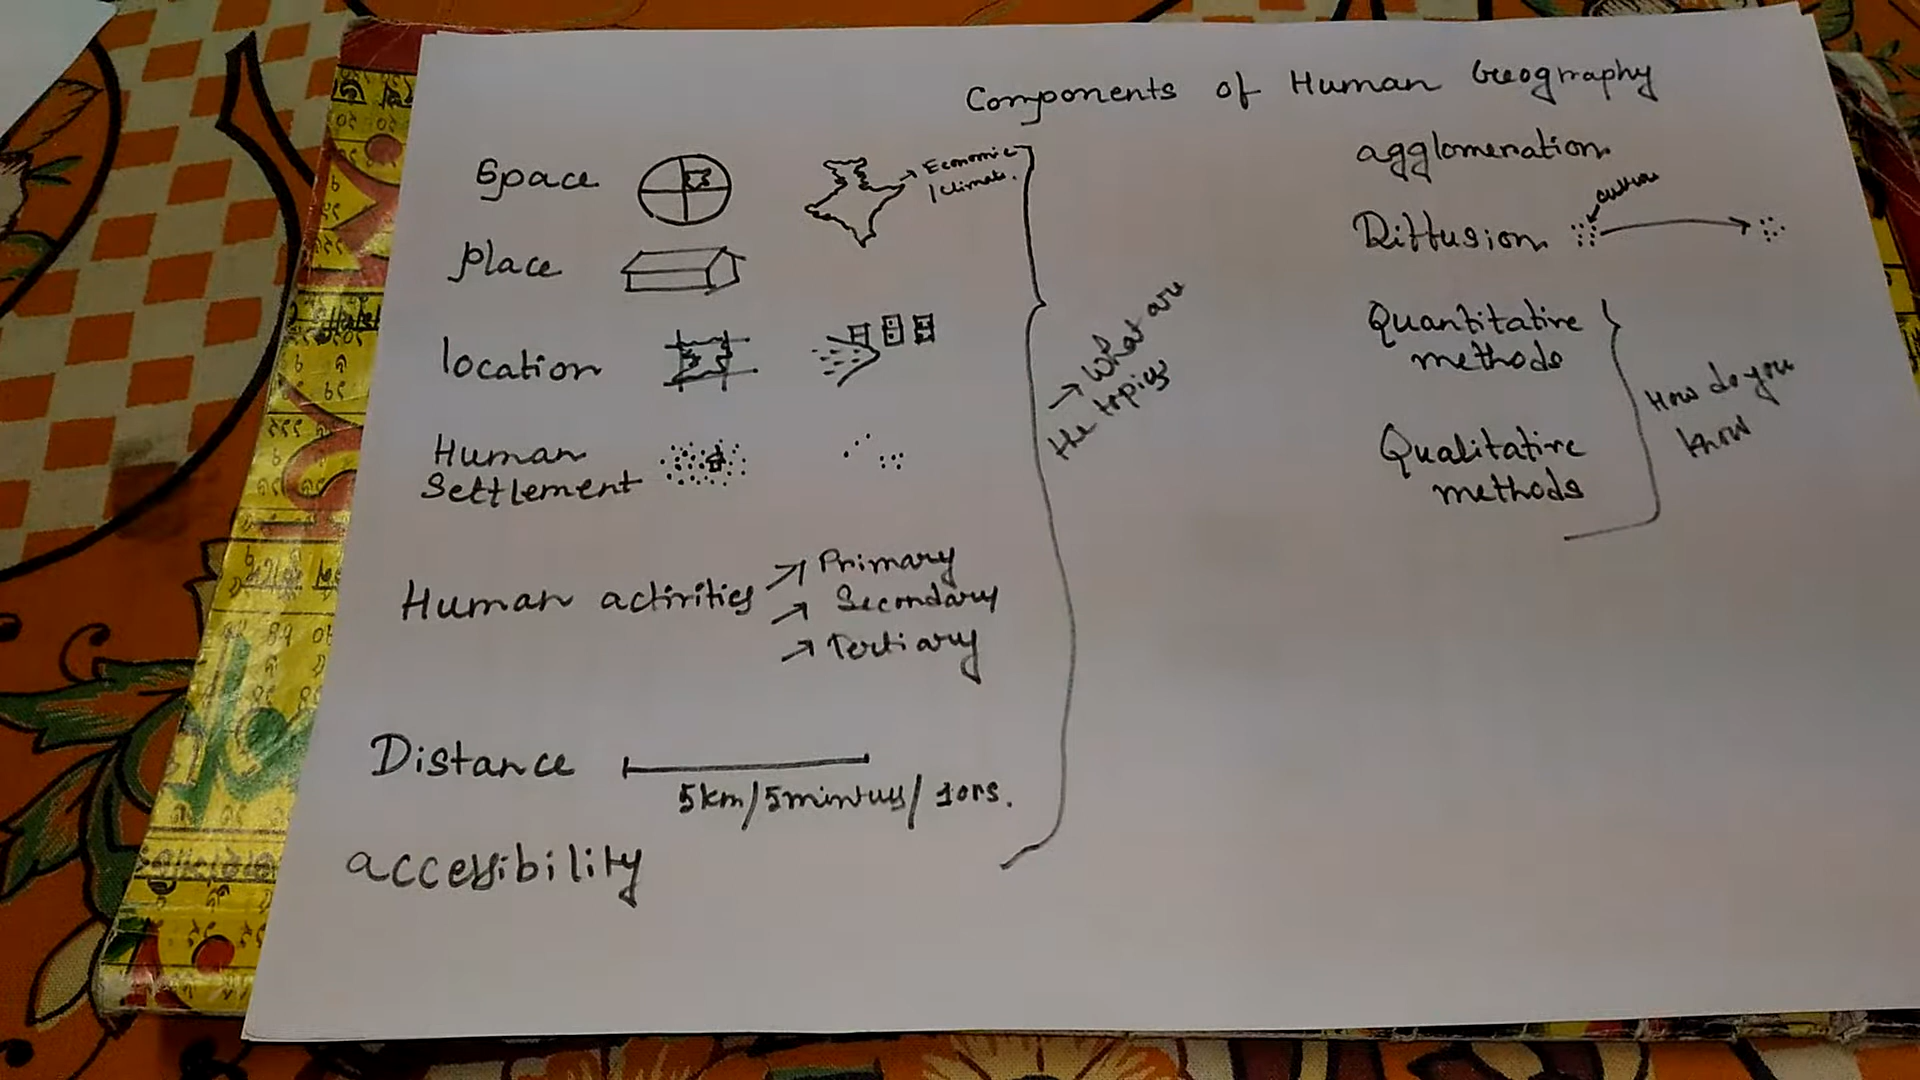 Components of Human Geography
Space
Economic
/ climate.
place
location
Human
Settlement
Human activities
Primary
Secondary
Tertiary
Distance
5km/5minutes/10rs.
accessibility
What are
the topics
agglomeration
Diffusion
culture
Quantitative
methods
Qualitative
methods
How do you
know